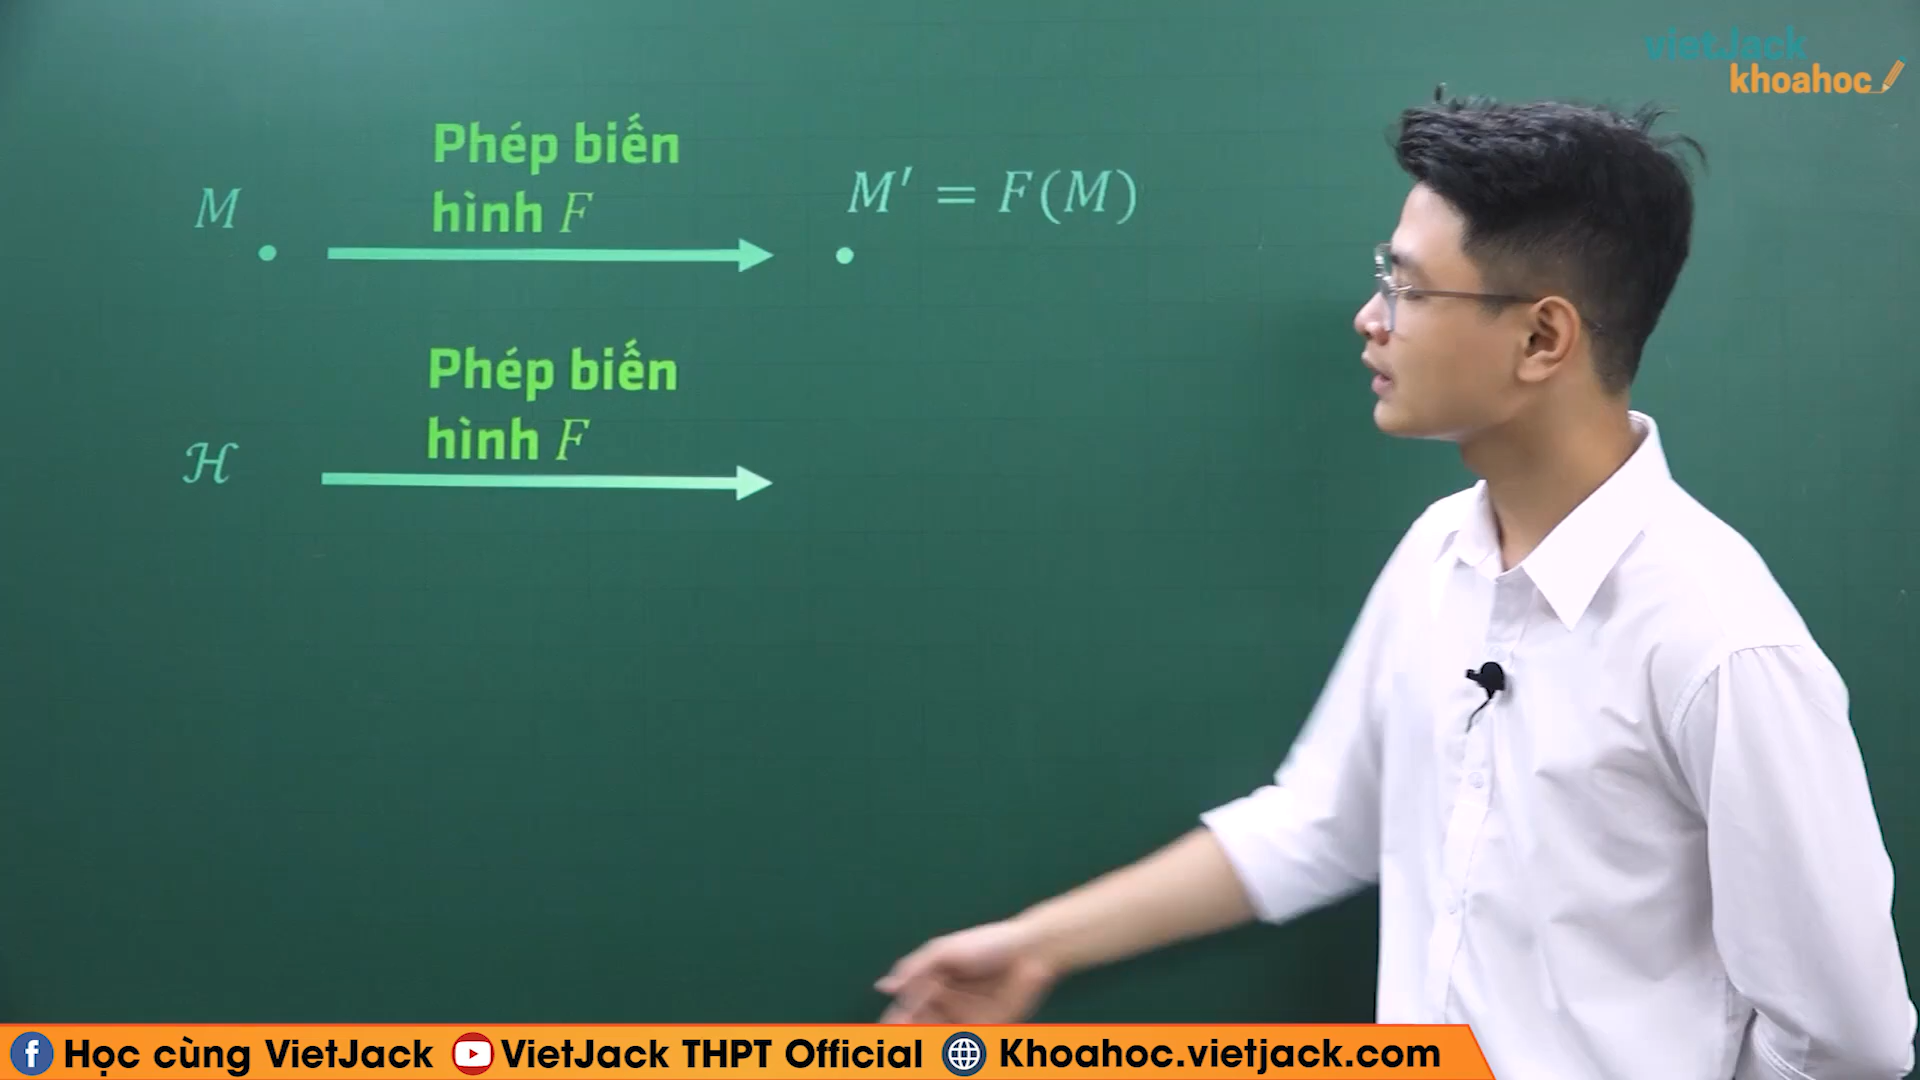 vietJack
khoahoc
Phép biến
hình F
M
M′ = F(M)
Phép biến
hình F
ℋ
Học cùng VietJack
VietJack THPT Official
Khoahoc.vietjack.com